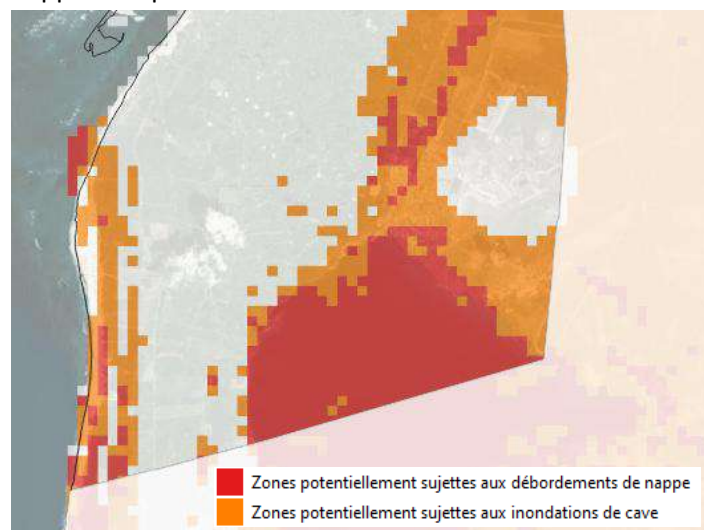 Zones potentiellement sujettes aux débordements de nappe
Zones potentiellement sujettes aux inondations de cave